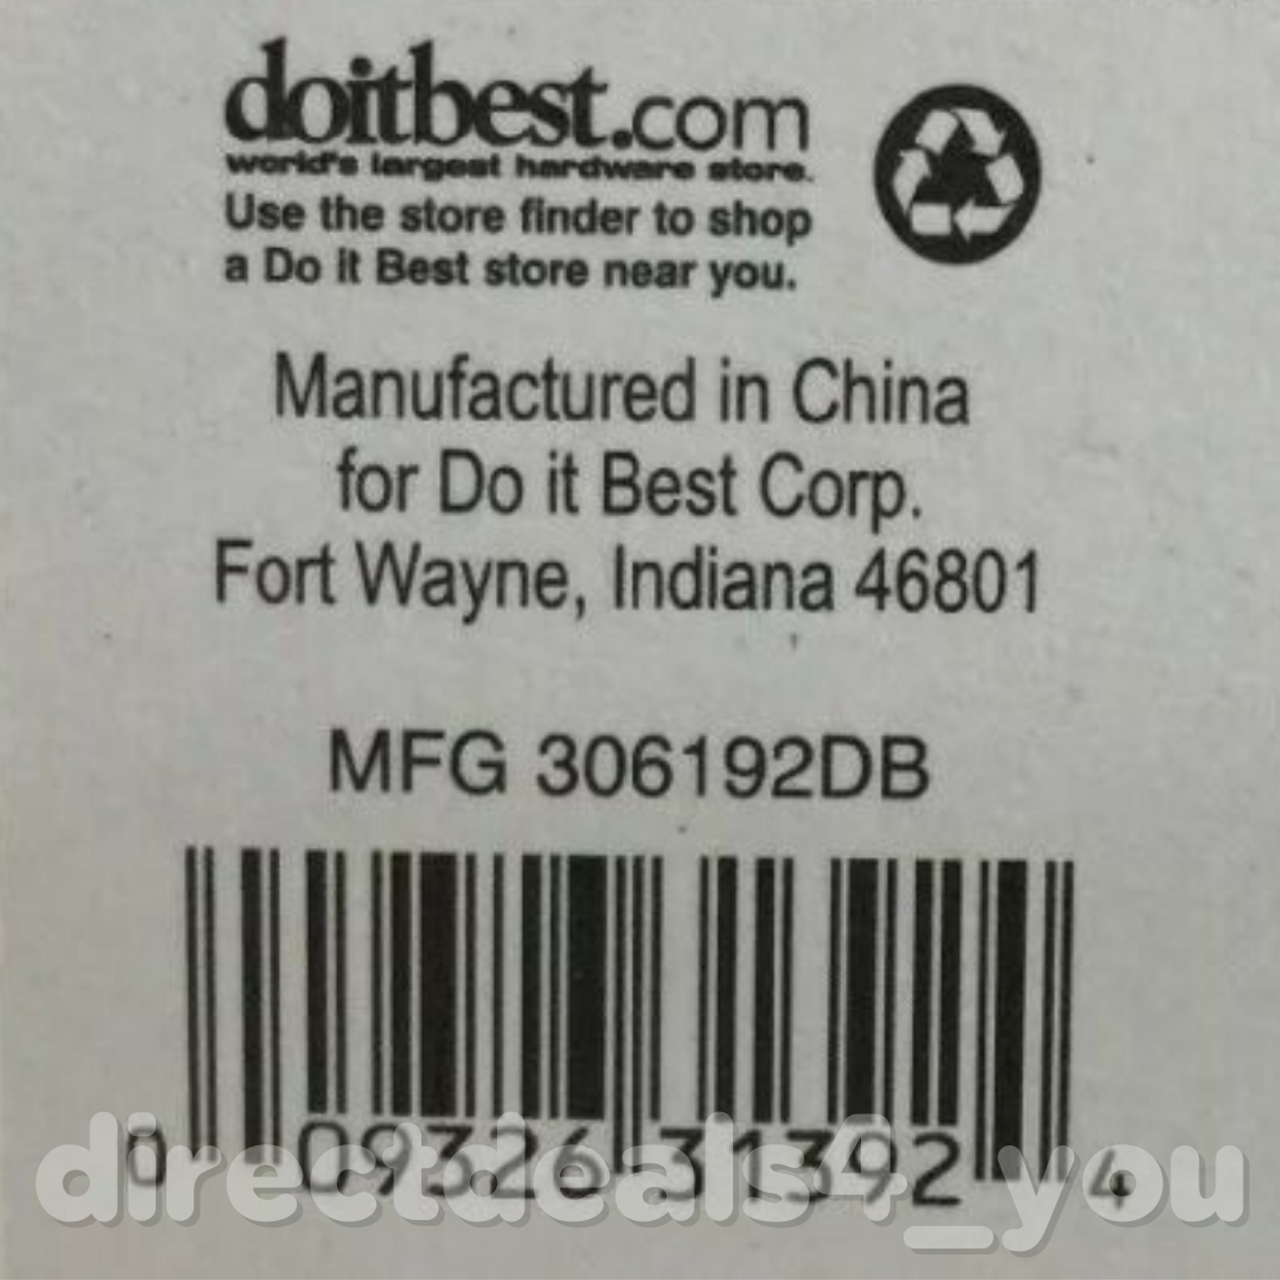 doitbest.com
world's largest hardware store.
Use the store finder to shop
a Do it Best store near you.
Manufactured in China
for Do it Best Corp.
Fort Wayne, Indiana 46801
MFG 306192DB
0 09326 31392 4
directdeals4_you